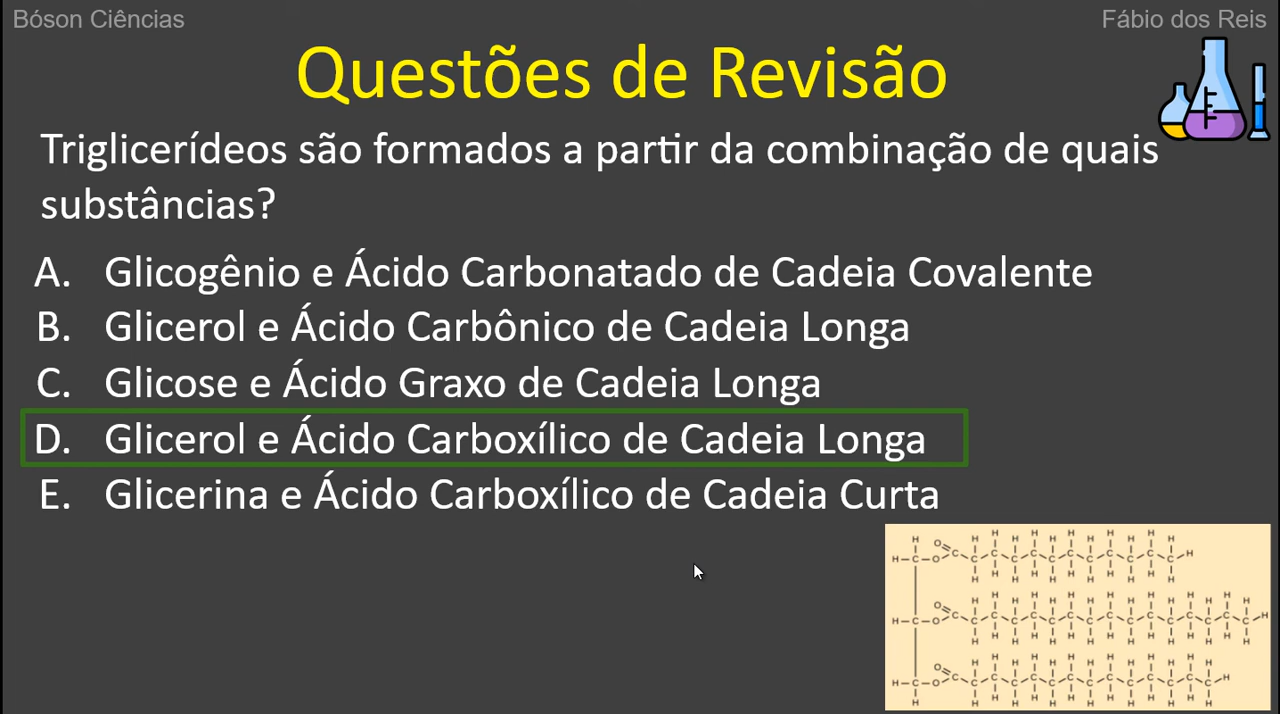 Bóson Ciências
Fábio dos Reis
Questões de Revisão
Triglicerídeos são formados a partir da combinação de quais
substâncias?
A. Glicogênio e Ácido Carbonatado de Cadeia Covalente
B. Glicerol e Ácido Carbônico de Cadeia Longa
C. Glicose e Ácido Graxo de Cadeia Longa
D. Glicerol e Ácido Carboxílico de Cadeia Longa
E. Glicerina e Ácido Carboxílico de Cadeia Curta